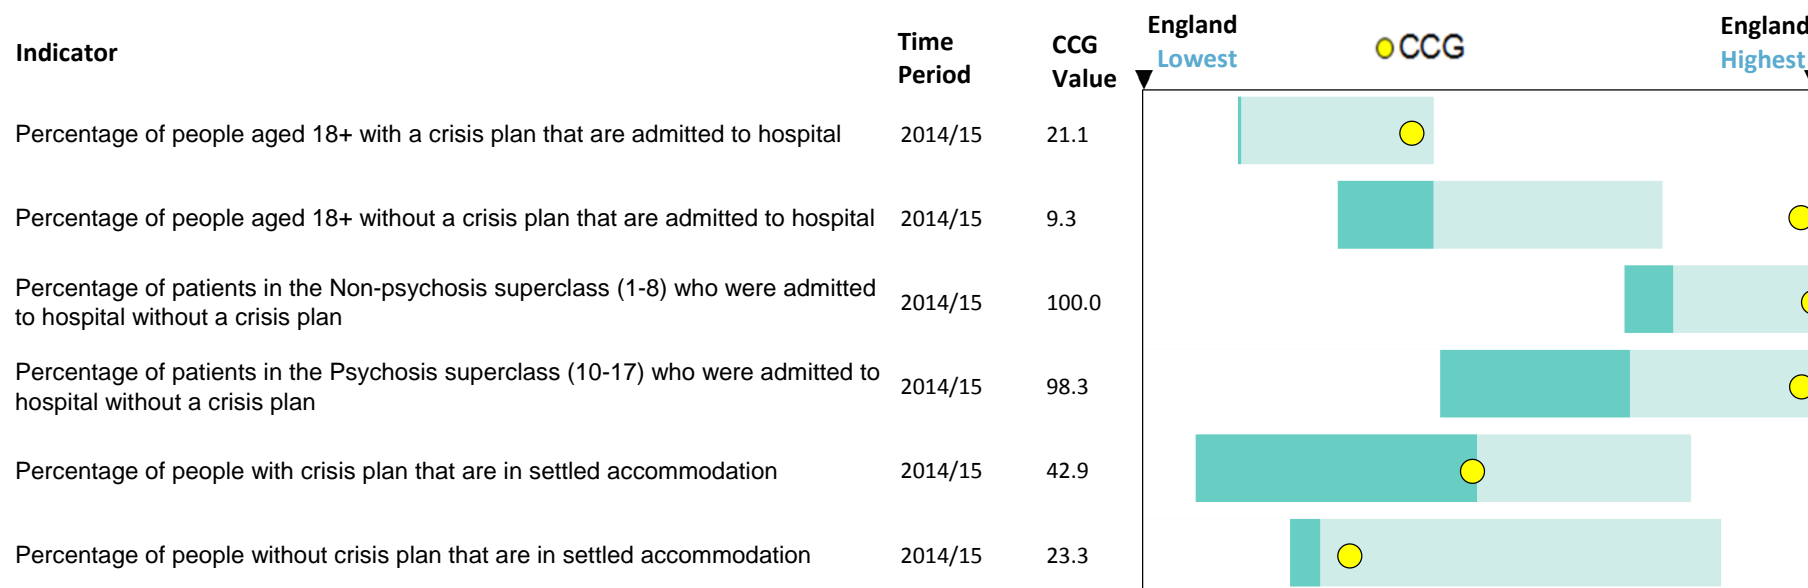 Indicator
Time
Period
CCG
Value
England
Lowest
CCG
England
Highest
Percentage of people aged 18+ with a crisis plan that are admitted to hospital 2014/15 21.1
Percentage of people aged 18+ without a crisis plan that are admitted to hospital 2014/15 9.3
Percentage of patients in the Non-psychosis superclass (1-8) who were admitted
to hospital without a crisis plan
2014/15 100.0
Percentage of patients in the Psychosis superclass (10-17) who were admitted to
hospital without a crisis plan
2014/15 98.3
Percentage of people with crisis plan that are in settled accommodation 2014/15 42.9
Percentage of people without crisis plan that are in settled accommodation 2014/15 23.3